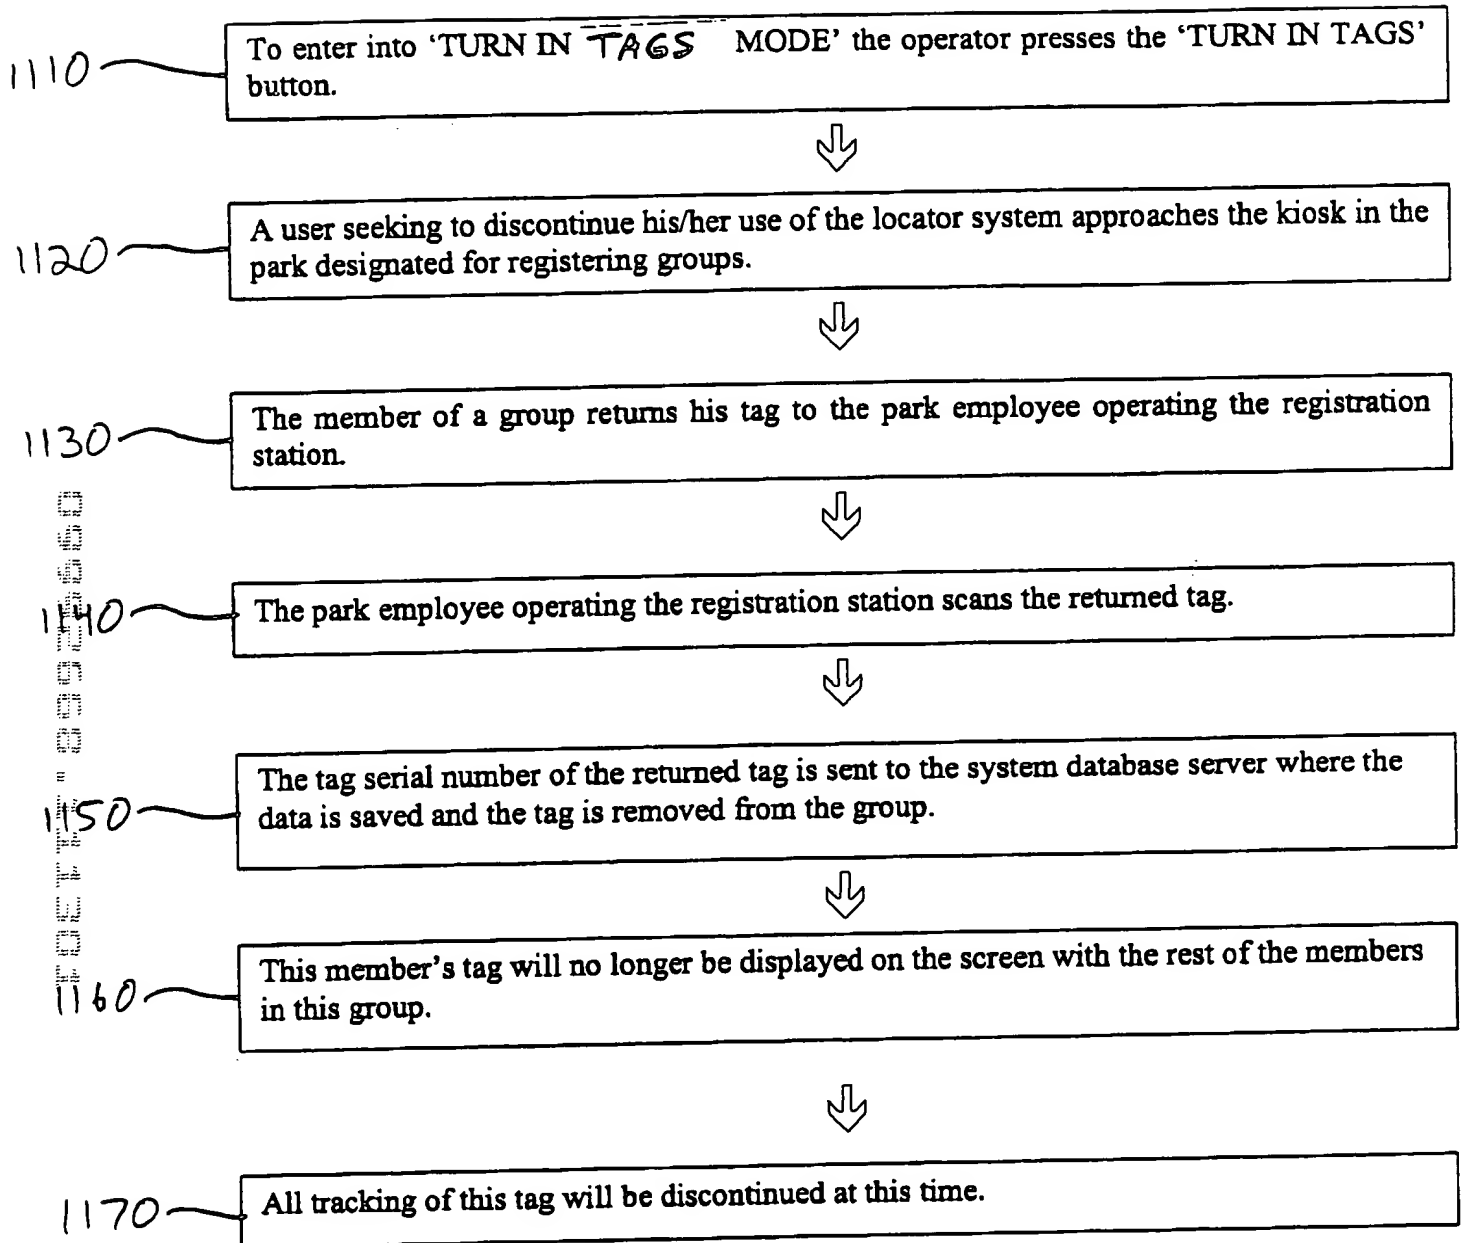 1110
To enter into ‘TURN IN TAGS MODE’ the operator presses the ‘TURN IN TAGS’
button.
1120
A user seeking to discontinue his/her use of the locator system approaches the kiosk in the
park designated for registering groups.
1130
The member of a group returns his tag to the park employee operating the registration
station.
1140
The park employee operating the registration station scans the returned tag.
1150
The tag serial number of the returned tag is sent to the system database server where the
data is saved and the tag is removed from the group.
1160
This member’s tag will no longer be displayed on the screen with the rest of the members
in this group.
1170
All tracking of this tag will be discontinued at this time.